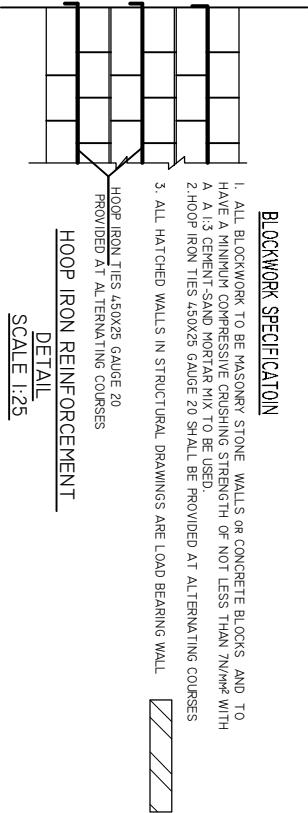 BLOCKWORK SPECIFICATOIN
1. ALL BLOCKWORK TO BE MASONRY STONE WALLS OR CONCRETE BLOCKS AND TO
HAVE A MINIMUM COMPRESSIVE CRUSHING STRENGTH OF NOT LESS THAN 7N/MM² WITH
A A 1:3 CEMENT-SAND MORTAR MIX TO BE USED.
2.HOOP IRON TIES 450X25 GAUGE 20 SHALL BE PROVIDED AT ALTERNATING COURSES
3. ALL HATCHED WALLS IN STRUCTURAL DRAWINGS ARE LOAD BEARING WALL
HOOP IRON TIES 450X25 GAUGE 20
PROVIDED AT ALTERNATING COURSES
HOOP IRON REINFORCEMENT
DETAIL
SCALE 1:25